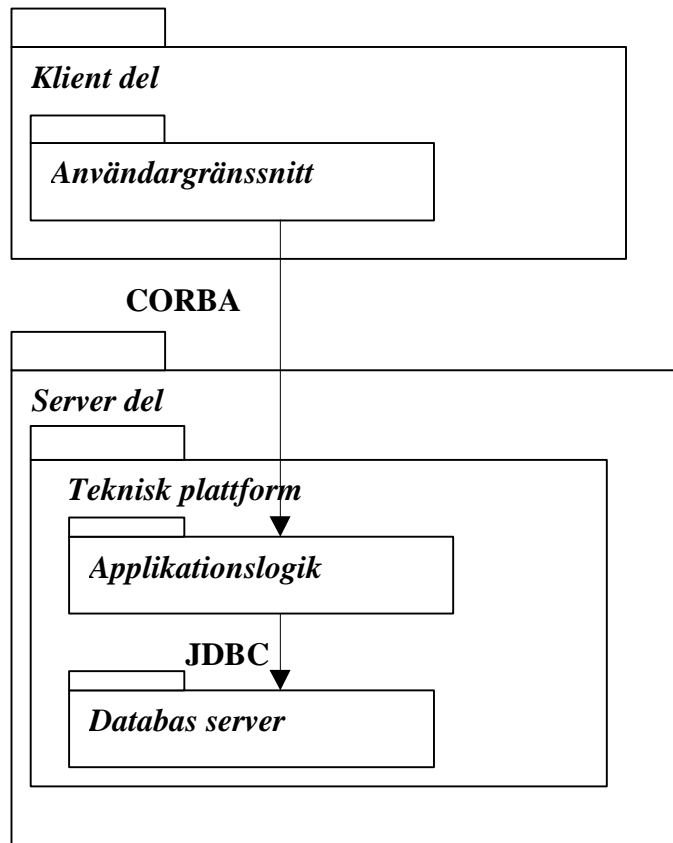 Klient del
Användargränssnitt
CORBA
Server del
Teknisk plattform
Applikationslogik
JDBC
Databas server